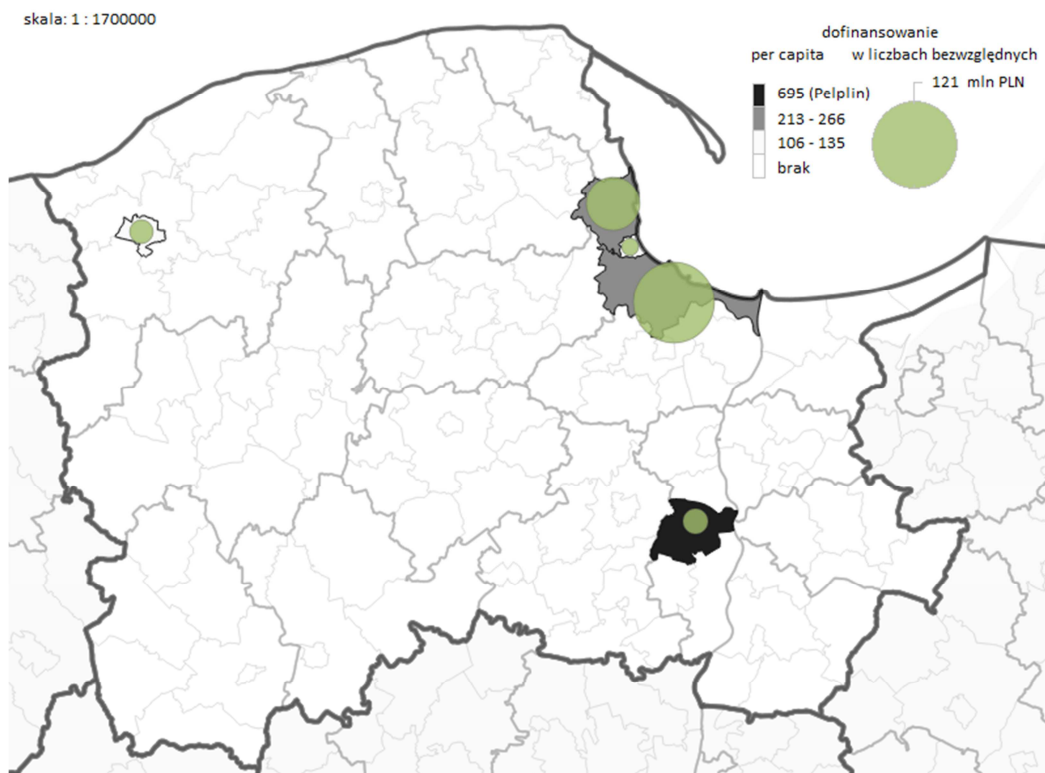 skala: 1 : 1700000
dofinansowanie
per capita w liczbach bezwzględnych
121 mln PLN
695 (Pelplin)
213 - 266
106 - 135
brak